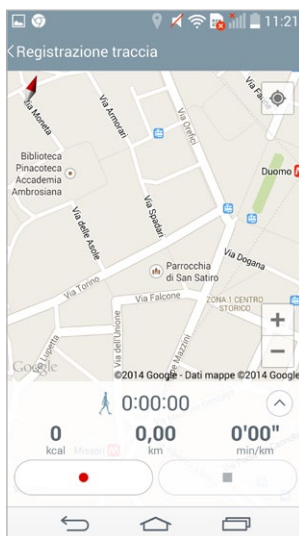 11:21
Registrazione traccia
Via Moneta
Via Armorari
Via Orefici
Biblioteca
Pinacoteca
Accademia
Ambrosiana
Duomo
Via delle Asole
Via Spadari
Via Dogana
Parrocchia
di San Satiro
Via Torino
Via Falcone
ZONA 1 CENTRO
STORICO
Via Lupetta
Via dell'Unione
Mazzini
Google
©2014 Google - Dati mappe ©2014 Google
0:00:00
0
0,00
0'00"
kcal
km
min/km
Missori